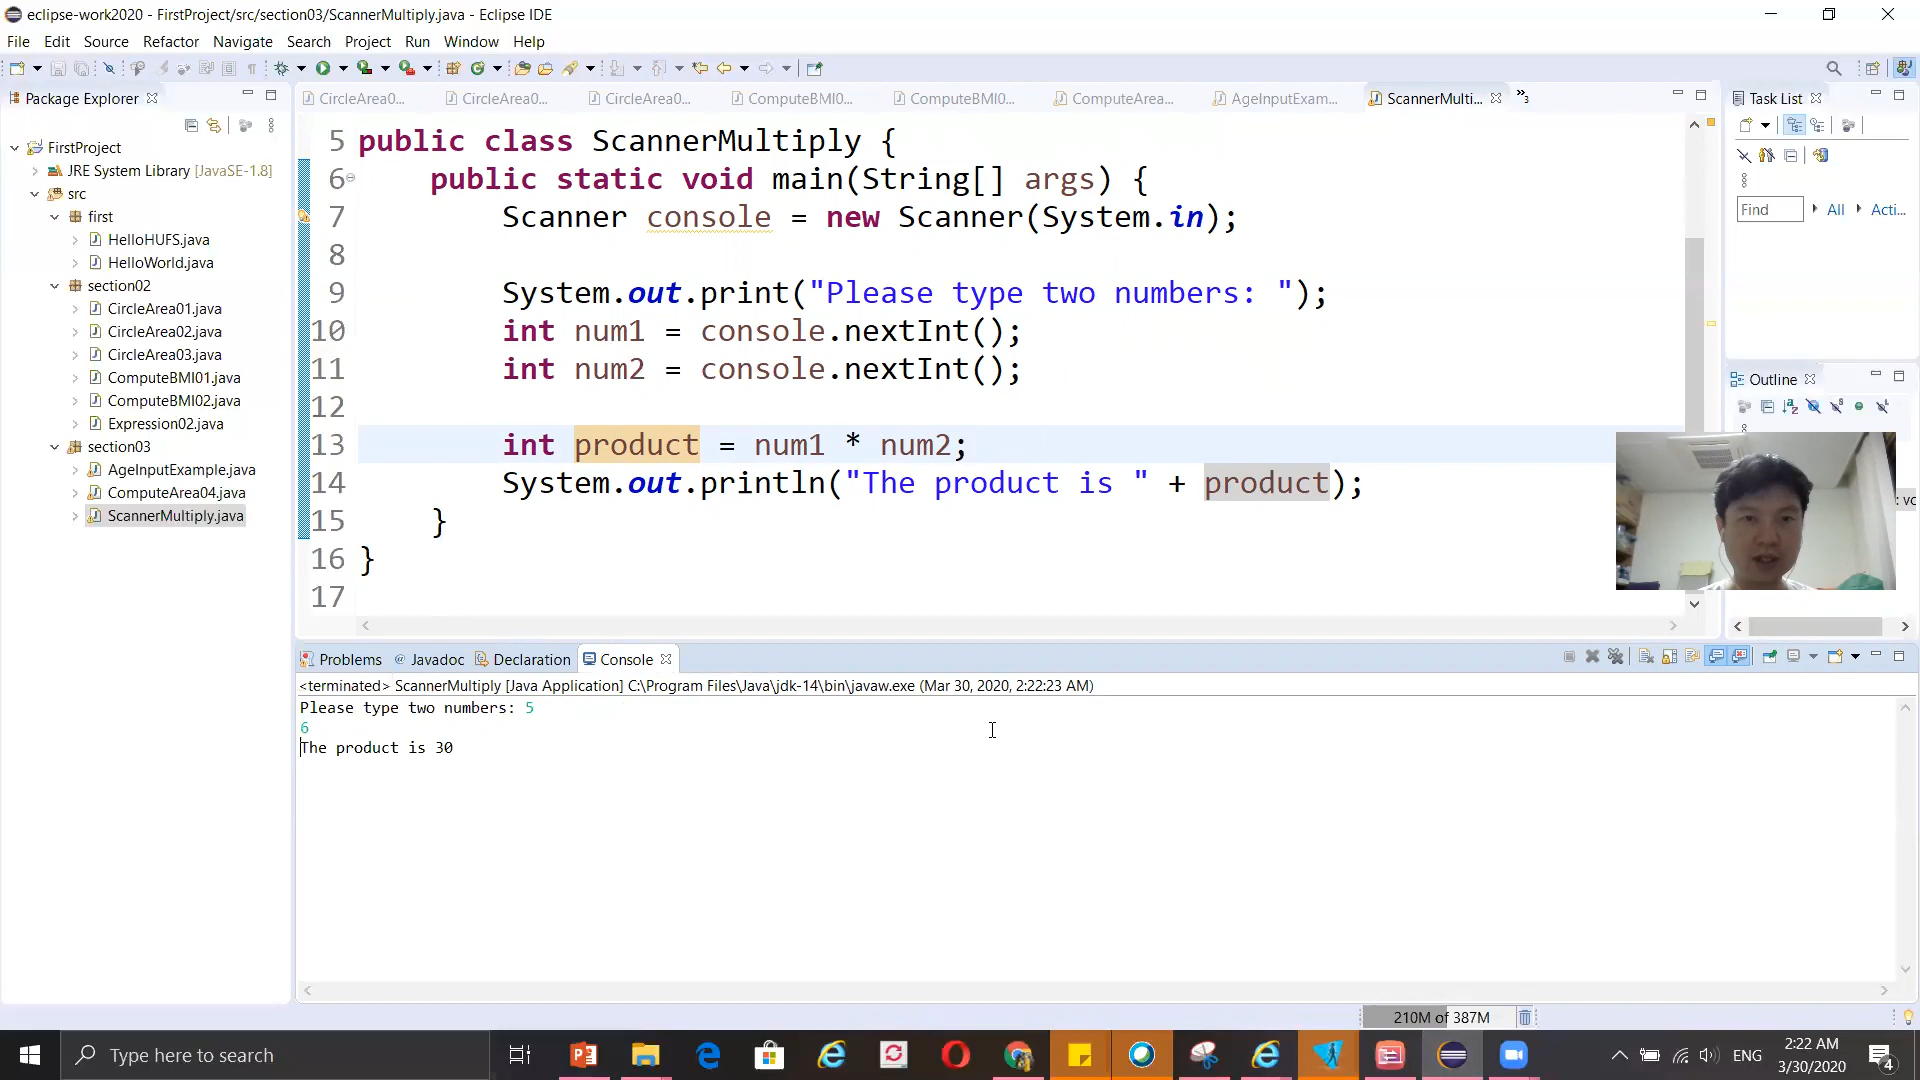 eclipse-work2020 - FirstProject/src/section03/ScannerMultiply.java - Eclipse IDE
File Edit Source Refactor Navigate Search Project Run Window Help
Package Explorer
FirstProject
JRE System Library [JavaSE-1.8]
src
first
HelloHUFS.java
HelloWorld.java
section02
CircleArea01.java
CircleArea02.java
CircleArea03.java
ComputeBMI01.java
ComputeBMI02.java
Expression02.java
section03
AgeInputExample.java
ComputeArea04.java
ScannerMultiply.java
CircleArea0... CircleArea0... CircleArea0... ComputeBMI0... ComputeBMI0... ComputeArea... AgeInputExam... ScannerMulti... »3
5 public class ScannerMultiply {
6 public static void main(String[] args) {
7 Scanner console = new Scanner(System.in);
8
9 System.out.print("Please type two numbers: ");
10 int num1 = console.nextInt();
11 int num2 = console.nextInt();
12
13 int product = num1 * num2;
14 System.out.println("The product is " + product);
15 }
16 }
17
Task List
Find All Acti...
Outline
Problems @ Javadoc Declaration Console
<terminated> ScannerMultiply [Java Application] C:\Program Files\Java\jdk-14\bin\javaw.exe (Mar 30, 2020, 2:22:23 AM)
Please type two numbers: 5
6
The product is 30
210M of 387M
Type here to search
ENG
2:22 AM
3/30/2020
4